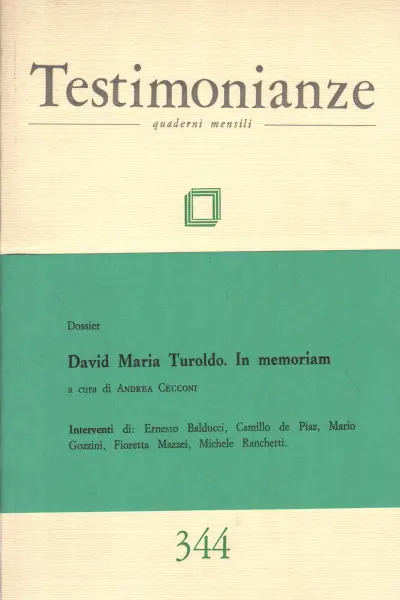 Testimonianze
quaderni mensili
Dossier
David Maria Turoldo. In memoriam
a cura di ANDREA CECCONI
Interventi di: Ernesto Balducci, Camillo de Piaz, Mario
Gozzini, Fioretta Mazzei, Michele Ranchetti.
344